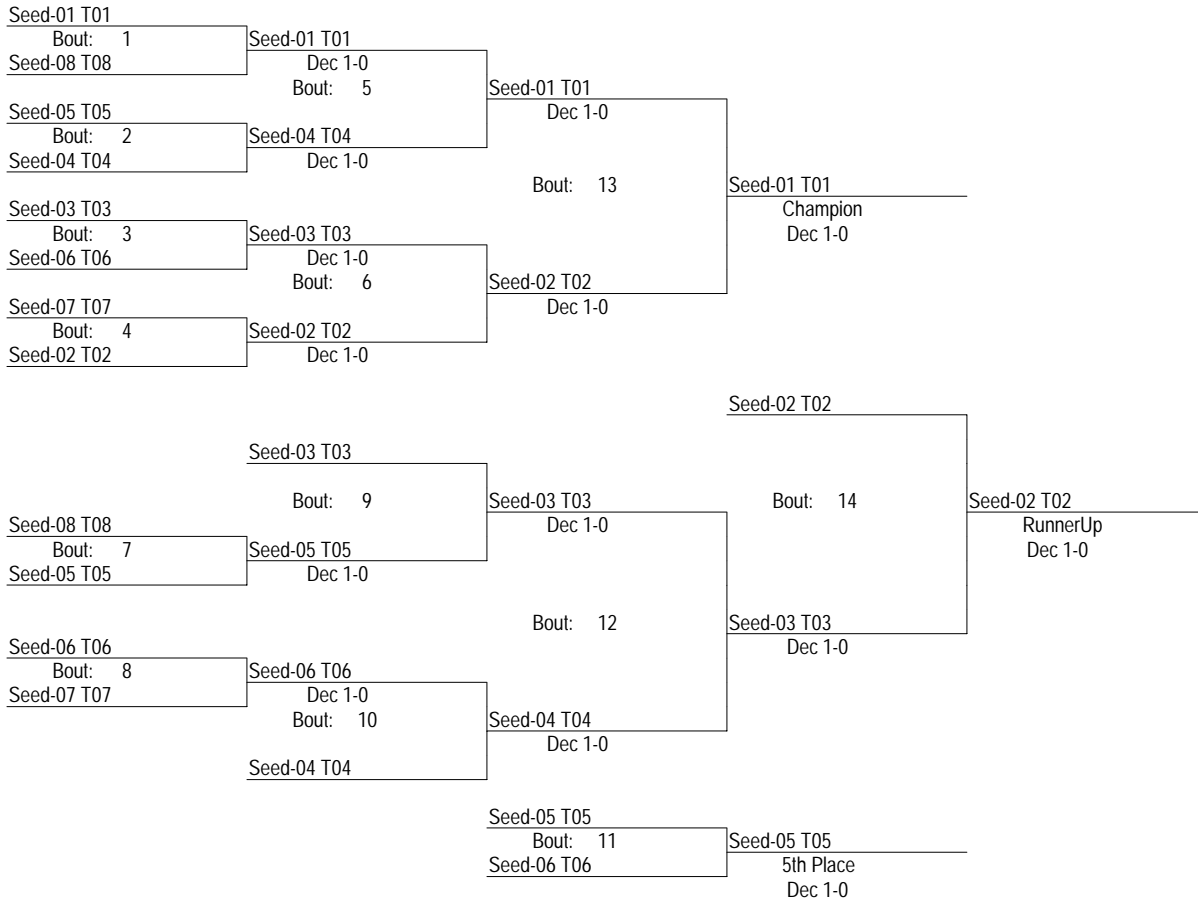 Seed-01 T01
Bout: 1
Seed-01 T01
Seed-08 T08
Dec 1-0
Bout: 5
Seed-01 T01
Seed-05 T05
Dec 1-0
Bout: 2
Seed-04 T04
Seed-04 T04
Dec 1-0
Bout: 13
Seed-01 T01
Seed-03 T03
Champion
Bout: 3
Seed-03 T03
Dec 1-0
Seed-06 T06
Dec 1-0
Bout: 6
Seed-02 T02
Seed-07 T07
Dec 1-0
Bout: 4
Seed-02 T02
Seed-02 T02
Dec 1-0
Seed-02 T02
Seed-03 T03
Bout: 9
Seed-03 T03
Bout: 14
Seed-02 T02
Seed-08 T08
Dec 1-0
RunnerUp
Bout: 7
Seed-05 T05
Dec 1-0
Seed-05 T05
Dec 1-0
Bout: 12
Seed-03 T03
Seed-06 T06
Dec 1-0
Bout: 8
Seed-06 T06
Seed-07 T07
Dec 1-0
Bout: 10
Seed-04 T04
Dec 1-0
Seed-04 T04
Seed-05 T05
Bout: 11
Seed-05 T05
Seed-06 T06
5th Place
Dec 1-0